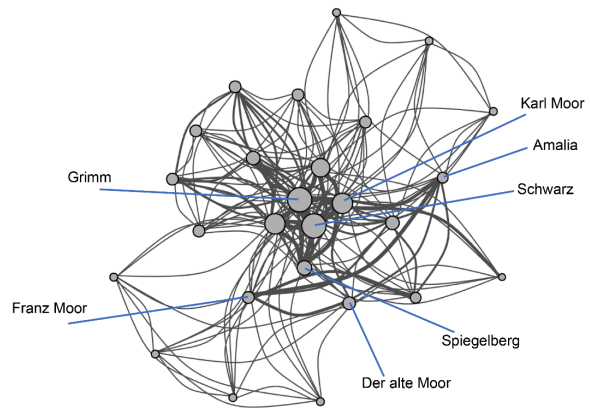 Karl Moor
Amalia
Grimm
Schwarz
Franz Moor
Spiegelberg
Der alte Moor